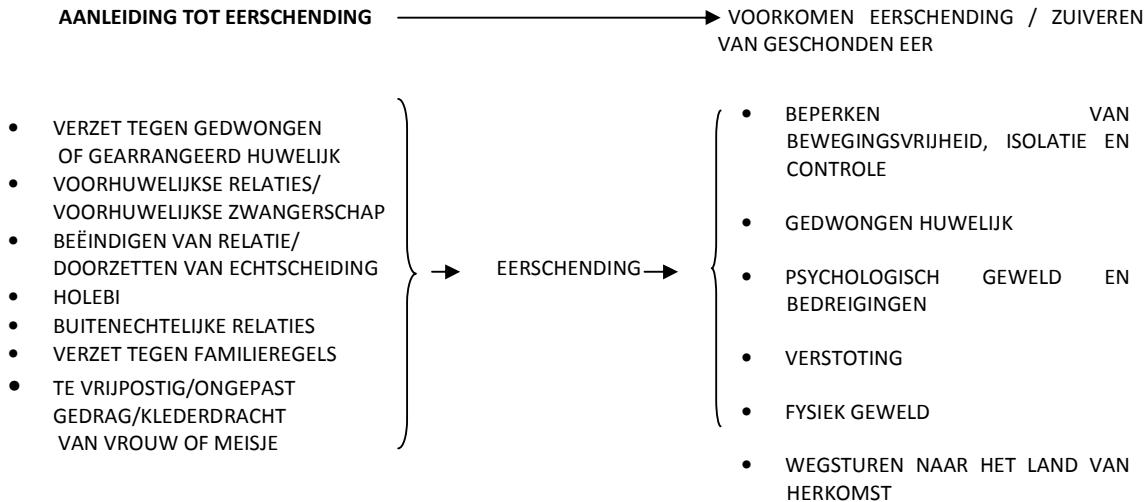 AANLEIDING TOT EERSCHENDING
VOORKOMEN EERSCHENDING / ZUIVEREN
VAN GESCHONDEN EER
• VERZET TEGEN GEDWONGEN
OF GEARRANGEERD HUWELIJK
• VOORHUWELIJKSE RELATIES/
VOORHUWELIJKSE ZWANGERSCHAP
• BEËINDIGEN VAN RELATIE/
DOORZETTEN VAN ECHTSCHEIDING
• HOLEBI
• BUITENECHTELIJKE RELATIES
• VERZET TEGEN FAMILIEREGELS
• TE VRIJPOSTIG/ONGEPAST
GEDRAG/KLEDERDRACHT
VAN VROUW OF MEISJE
EERSCHENDING
• BEPERKEN VAN
BEWEGINGSVRIJHEID, ISOLATIE EN
CONTROLE
• GEDWONGEN HUWELIJK
• PSYCHOLOGISCH GEWELD EN
BEDREIGINGEN
• VERSTOTING
• FYSIEK GEWELD
• WEGSTUREN NAAR HET LAND VAN
HERKOMST